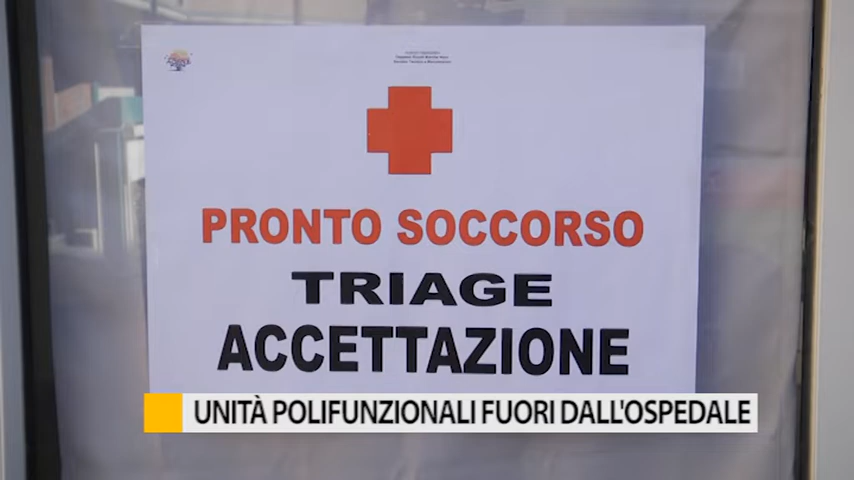 PRONTO SOCCORSO
TRIAGE
ACCETTAZIONE
UNITÀ POLIFUNZIONALI FUORI DALL'OSPEDALE